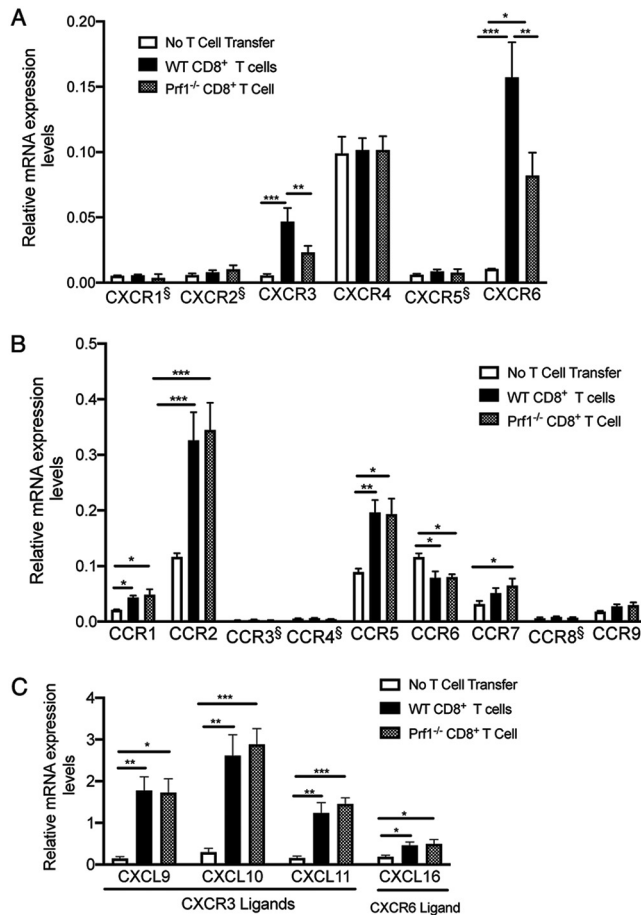 A
Relative mRNA expression
levels
0.20
0.15
0.10
0.05
0.00
No T Cell Transfer
WT CD8+ T cells
Prf1-/- CD8+ T Cell
*
*** **
*** **
CXCR1§ CXCR2§ CXCR3 CXCR4 CXCR5§ CXCR6
B
Relative mRNA expression
levels
0.5
0.4
0.3
0.2
0.1
0.0
No T Cell Transfer
WT CD8+ T cells
Prf1-/- CD8+ T Cell
***
***
*
**
*
*
*
*
*
CCR1 CCR2 CCR3§ CCR4§ CCR5 CCR6 CCR7 CCR8§ CCR9
C
Relative mRNA expression
levels
4
3
2
1
0
No T Cell Transfer
WT CD8+ T cells
Prf1-/- CD8+ T Cell
***
**
*
**
***
**
*
*
CXCL9 CXCL10 CXCL11 CXCL16
CXCR3 Ligands CXCR6 Ligand